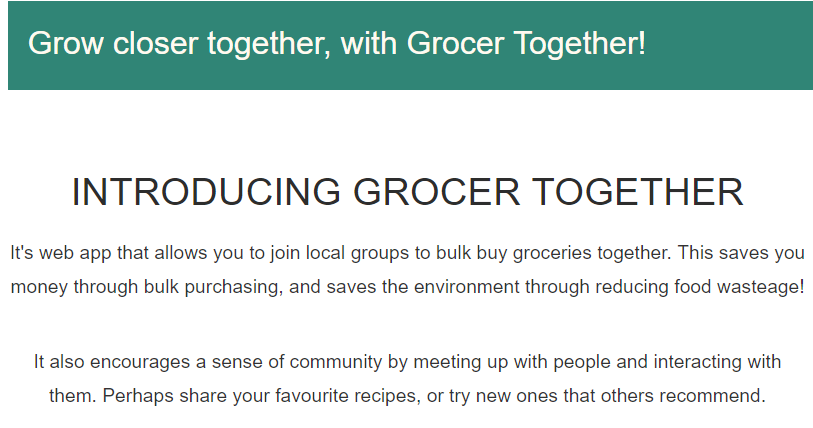 Grow closer together, with Grocer Together!
INTRODUCING GROCER TOGETHER
It's web app that allows you to join local groups to bulk buy groceries together. This saves you
money through bulk purchasing, and saves the environment through reducing food wasteage!
It also encourages a sense of community by meeting up with people and interacting with
them. Perhaps share your favourite recipes, or try new ones that others recommend.